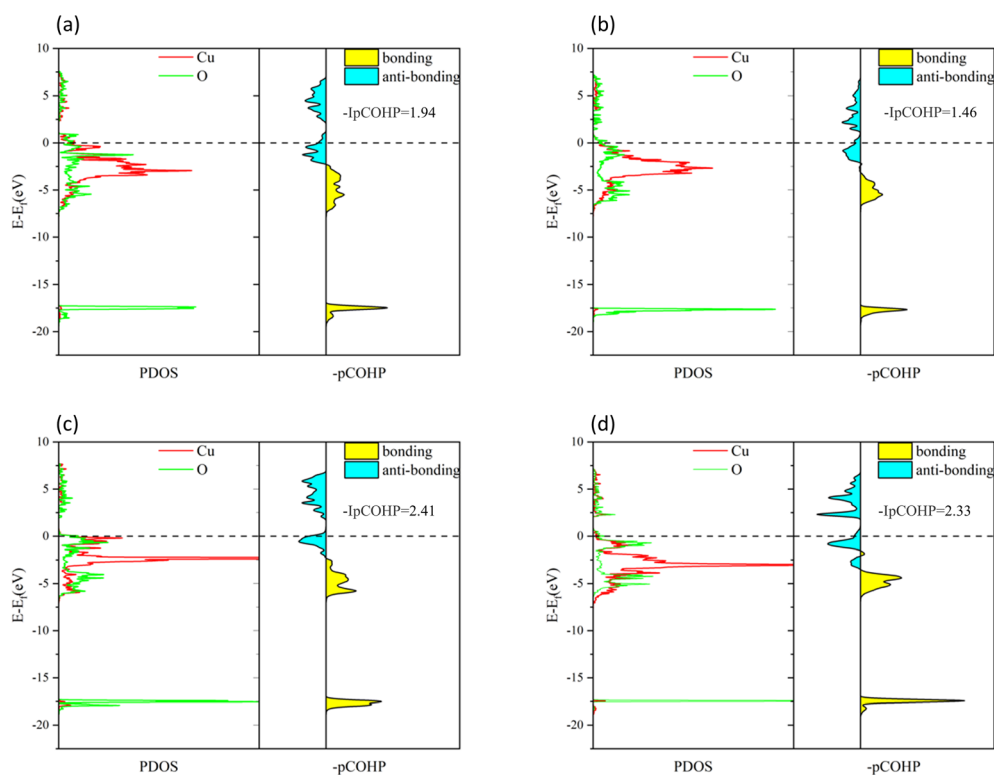 (a)
10
5
0
-5
-10
-15
-20
E-Ef(eV)
Cu
O
bonding
anti-bonding
-IpCOHP=1.94
PDOS
-pCOHP
(b)
10
5
0
-5
-10
-15
-20
E-Ef(eV)
Cu
O
bonding
anti-bonding
-IpCOHP=1.46
PDOS
-pCOHP
(c)
10
5
0
-5
-10
-15
-20
E-Ef(eV)
Cu
O
bonding
anti-bonding
-IpCOHP=2.41
PDOS
-pCOHP
(d)
10
5
0
-5
-10
-15
-20
E-Ef(eV)
Cu
O
bonding
anti-bonding
-IpCOHP=2.33
PDOS
-pCOHP